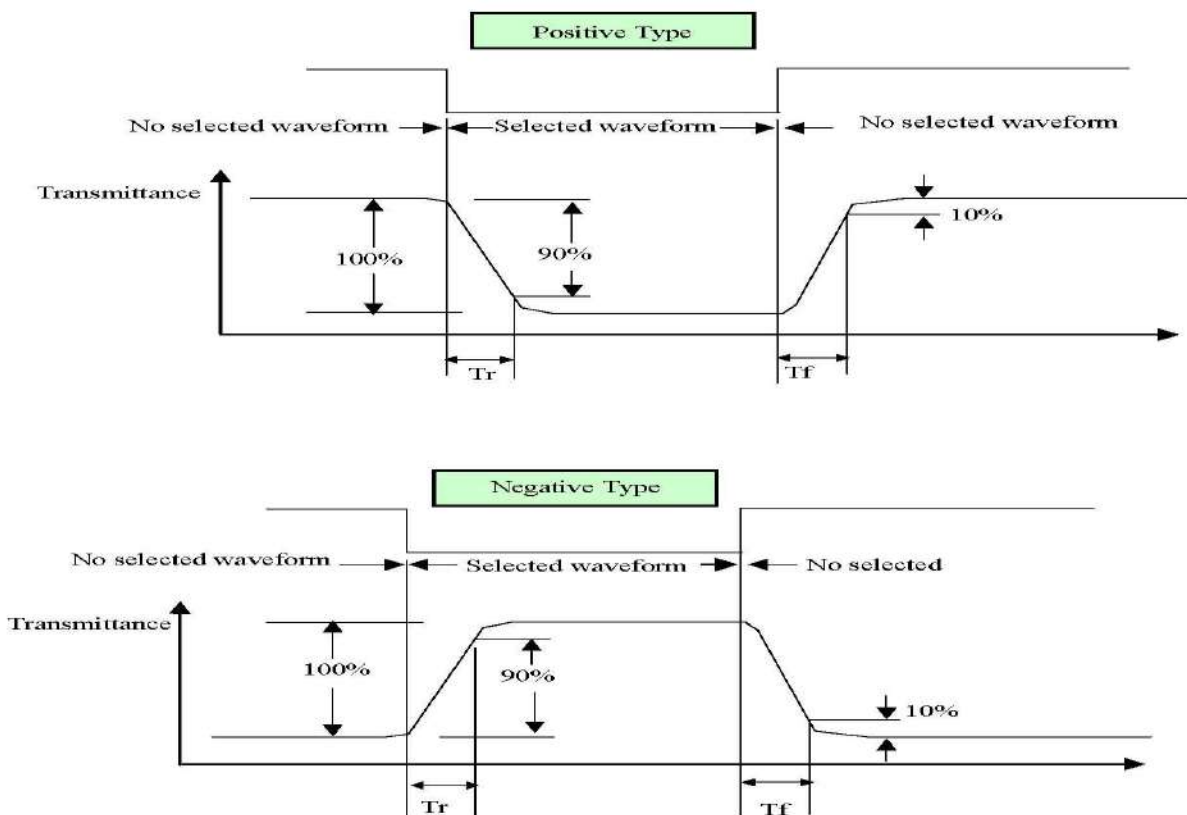 Positive Type
No selected waveform
Selected waveform
No selected waveform
Transmittance
100%
90%
10%
Tr
Tf
Negative Type
No selected waveform
Selected waveform
No selected
Transmittance
100%
90%
10%
Tr
Tf